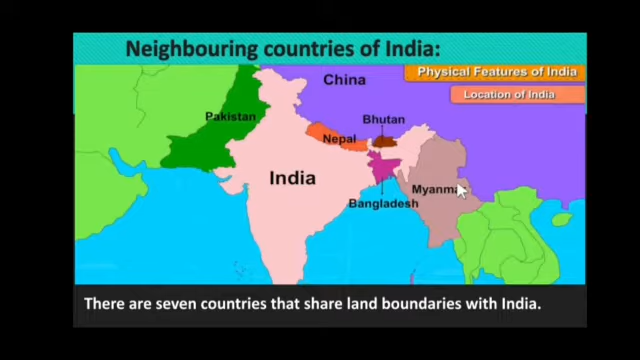 Neighbouring countries of India:
Physical Features of India
Location of India
China
Pakistan
Bhutan
Nepal
India
Myanma
Bangladesh
There are seven countries that share land boundaries with India.